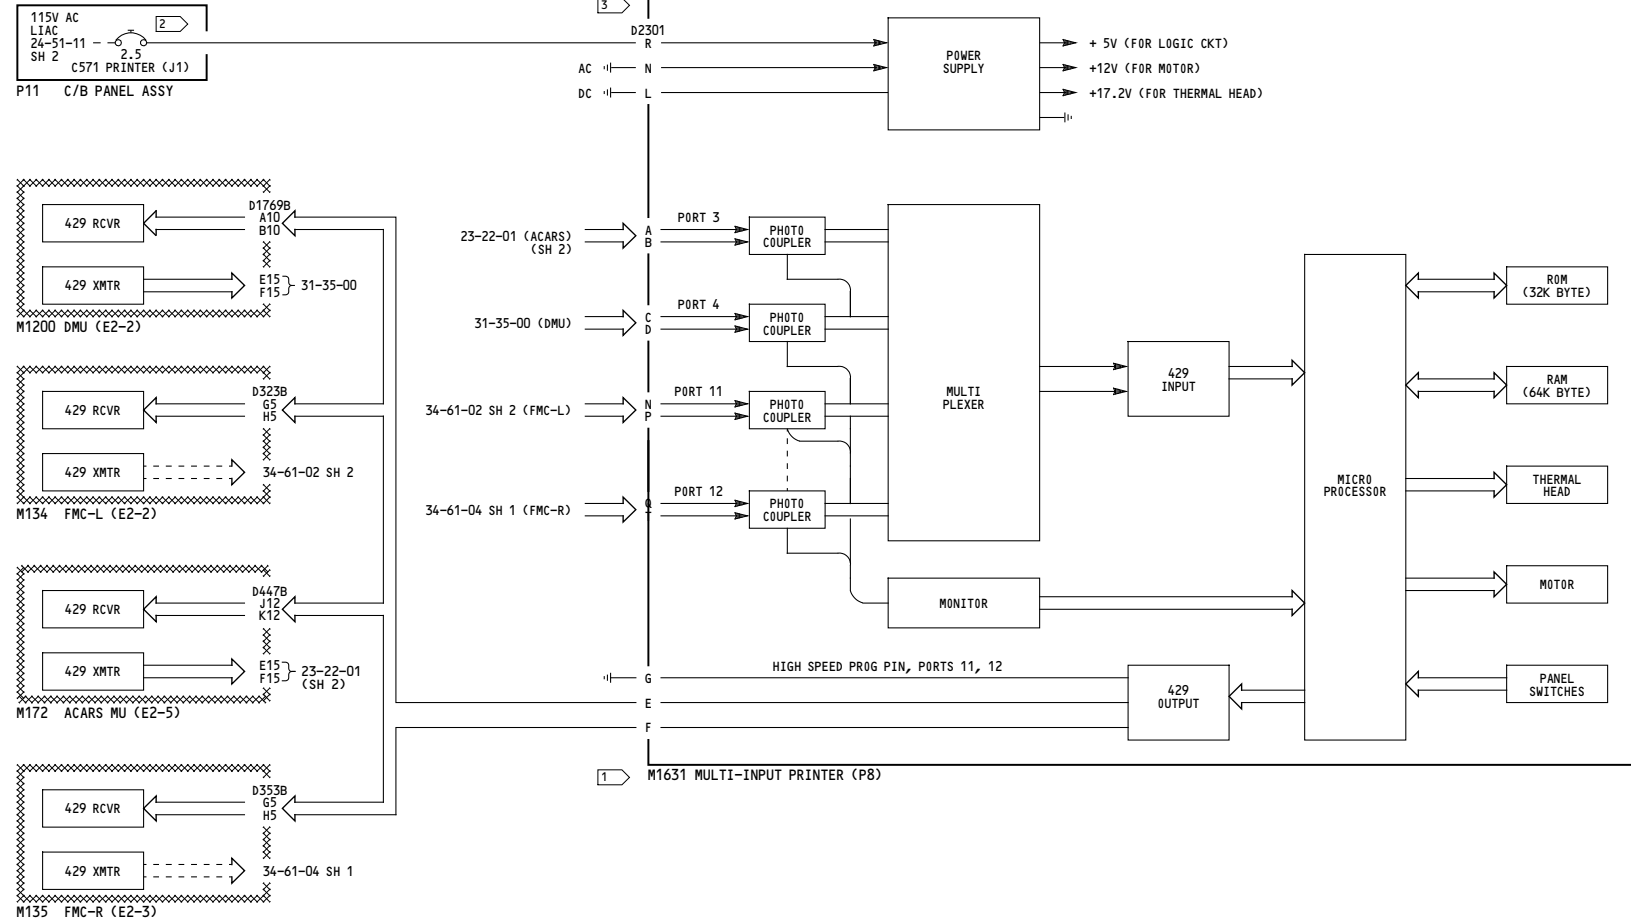 3
115V AC
LIAC
24-51-11
SH 2
2
2.5
C571 PRINTER (J1)
P11 C/B PANEL ASSY
D2301
R
AC N
DC L
POWER
SUPPLY
+ 5V (FOR LOGIC CKT)
+12V (FOR MOTOR)
+17.2V (FOR THERMAL HEAD)
429 RCVR
D1769B
A10
B10
429 XMTR
E15
F15
31-35-00
M1200 DMU (E2-2)
429 RCVR
D323B
G5
H5
429 XMTR
34-61-02 SH 2
M134 FMC-L (E2-2)
429 RCVR
D447B
J12
K12
429 XMTR
E15
F15
23-22-01
(SH 2)
M172 ACARS MU (E2-5)
429 RCVR
D353B
G5
H5
429 XMTR
34-61-04 SH 1
M135 FMC-R (E2-3)
23-22-01 (ACARS)
(SH 2)
A
B
PORT 3
PHOTO
COUPLER
31-35-00 (DMU)
C
D
PORT 4
PHOTO
COUPLER
34-61-02 SH 2 (FMC-L)
N
P
PORT 11
PHOTO
COUPLER
34-61-04 SH 1 (FMC-R)
Q
PORT 12
PHOTO
COUPLER
MULTI
PLEXER
MONITOR
429
INPUT
MICRO
PROCESSOR
ROM
(32K BYTE)
RAM
(64K BYTE)
THERMAL
HEAD
MOTOR
PANEL
SWITCHES
HIGH SPEED PROG PIN, PORTS 11, 12
G
E
F
429
OUTPUT
1
M1631 MULTI-INPUT PRINTER (P8)